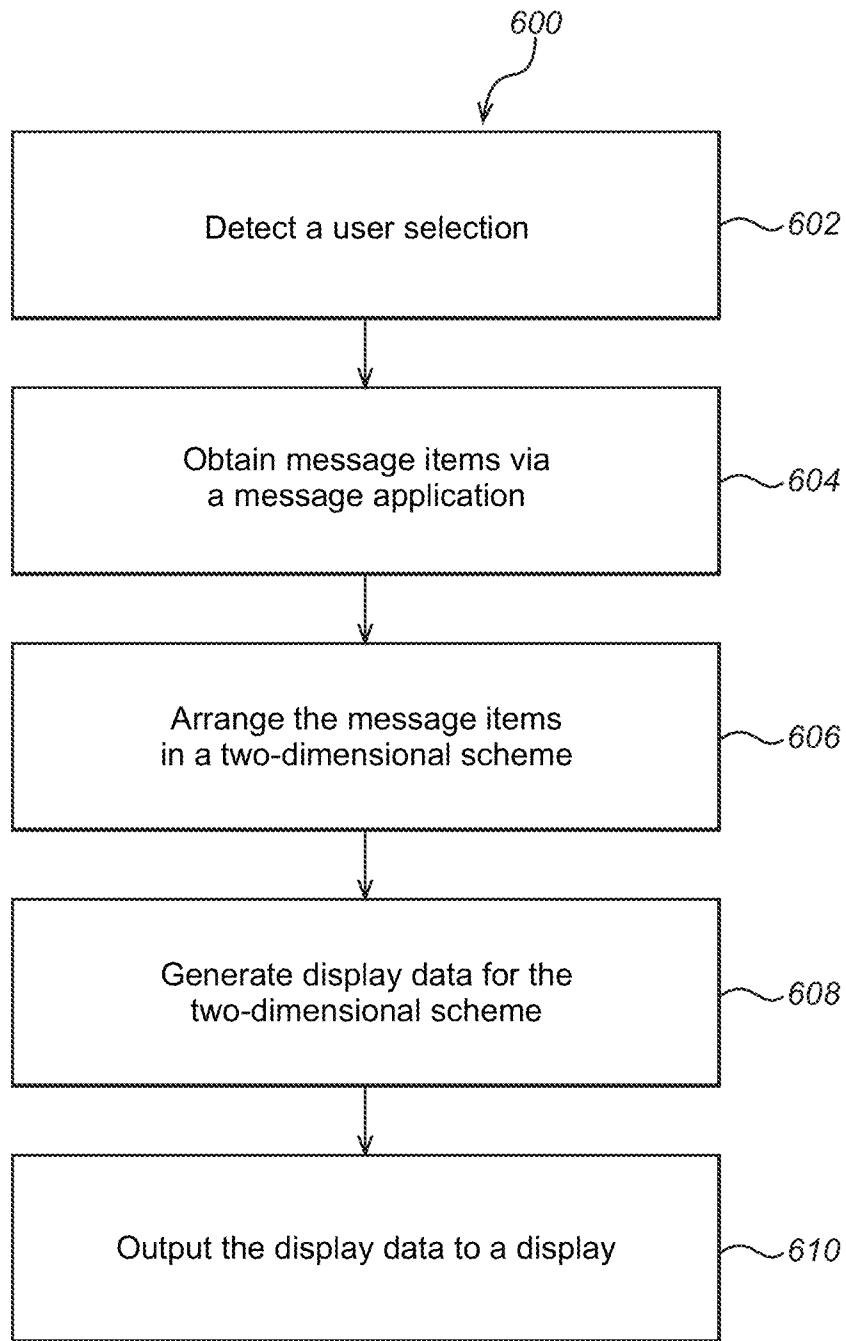 600
Detect a user selection
602
Obtain message items via
a message application
604
Arrange the message items
in a two-dimensional scheme
606
Generate display data for the
two-dimensional scheme
608
Output the display data to a display
610